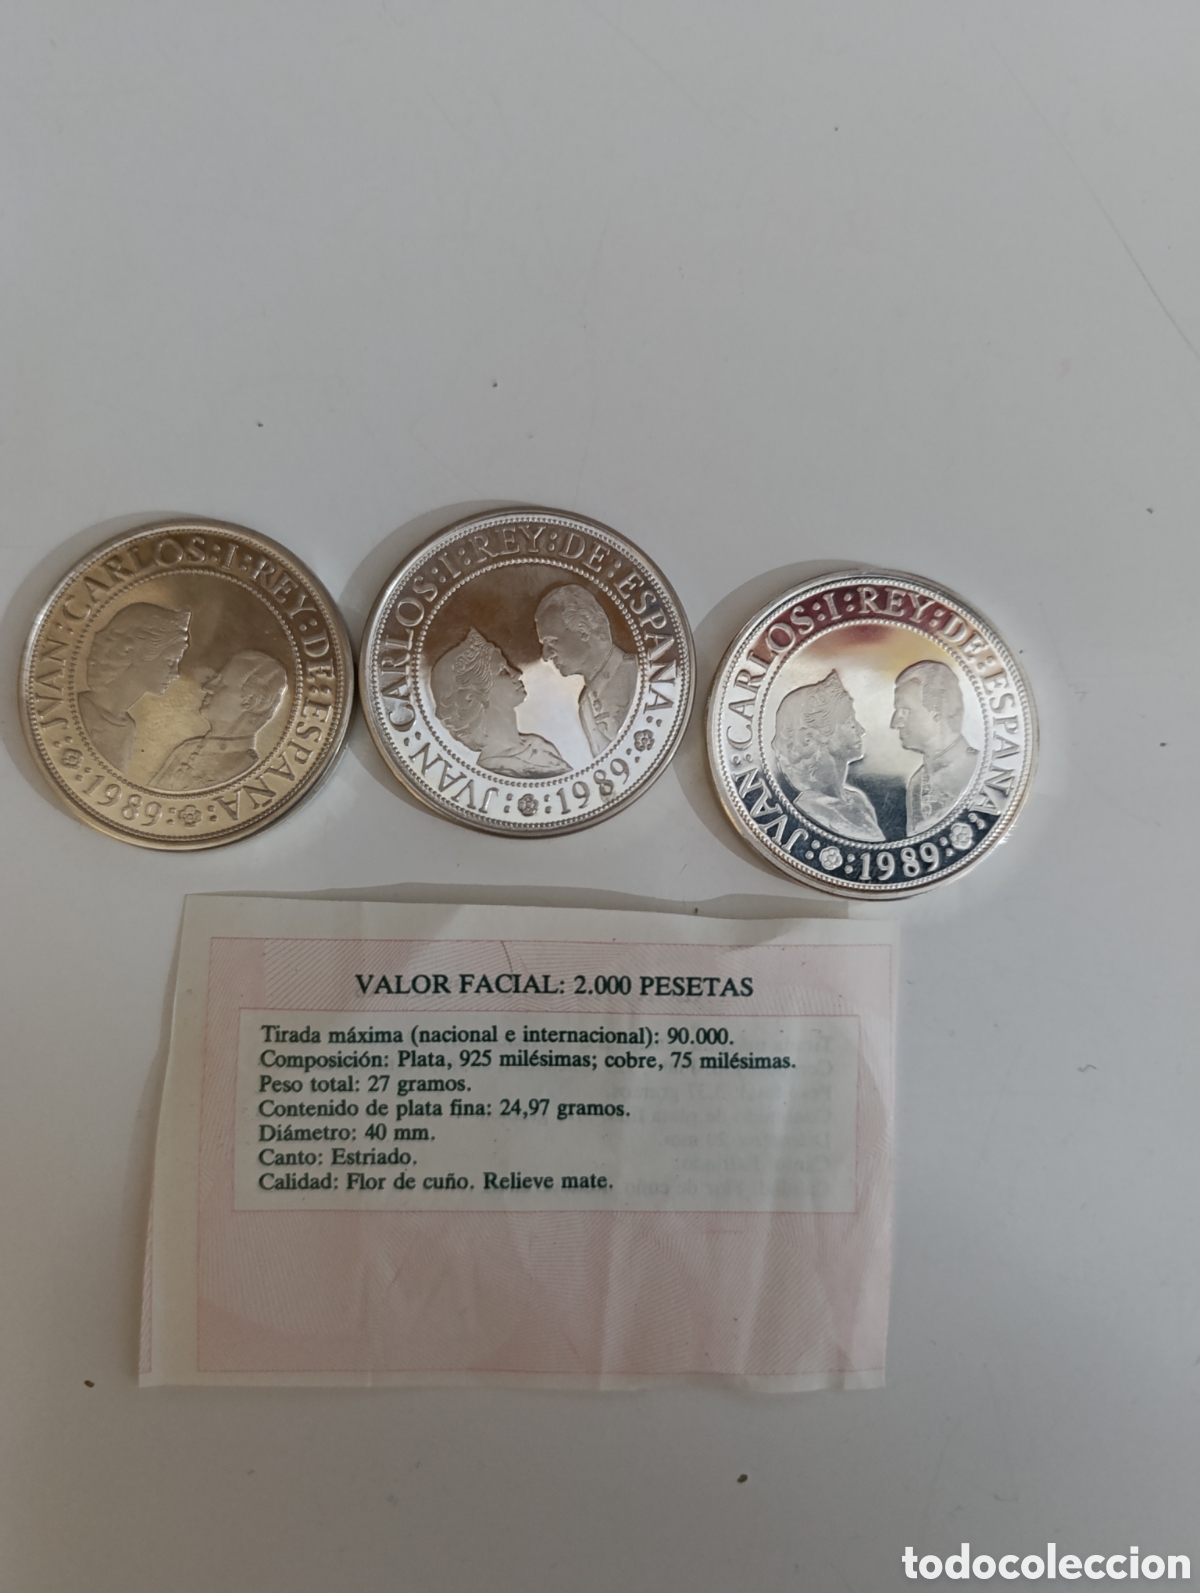 JVAN · CARLOS · I · REY · DE · ESPAÑA · 1989
JVAN · CARLOS · I · REY · DE · ESPAÑA · 1989
JVAN · CARLOS · I · REY · DE · ESPAÑA · 1989
VALOR FACIAL: 2.000 PESETAS
Tirada máxima (nacional e internacional): 90.000.
Composición: Plata, 925 milésimas; cobre, 75 milésimas.
Peso total: 27 gramos.
Contenido de plata fina: 24,97 gramos.
Diámetro: 40 mm.
Canto: Estriado.
Calidad: Flor de cuño. Relieve mate.
todocoleccion